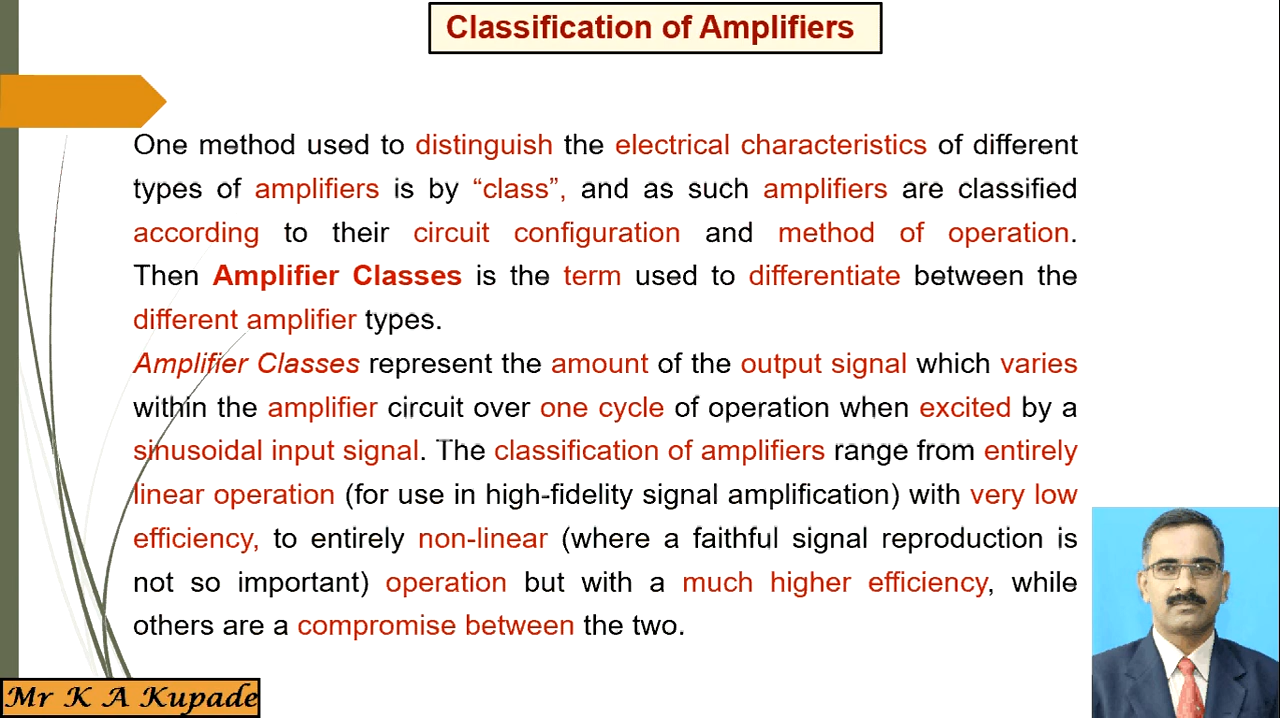 Classification of Amplifiers
One method used to distinguish the electrical characteristics of different
types of amplifiers is by “class”, and as such amplifiers are classified
according to their circuit configuration and method of operation.
Then Amplifier Classes is the term used to differentiate between the
different amplifier types.
Amplifier Classes represent the amount of the output signal which varies
within the amplifier circuit over one cycle of operation when excited by a
sinusoidal input signal. The classification of amplifiers range from entirely
linear operation (for use in high-fidelity signal amplification) with very low
efficiency, to entirely non-linear (where a faithful signal reproduction is
not so important) operation but with a much higher efficiency, while
others are a compromise between the two.
Mr K A Kupade